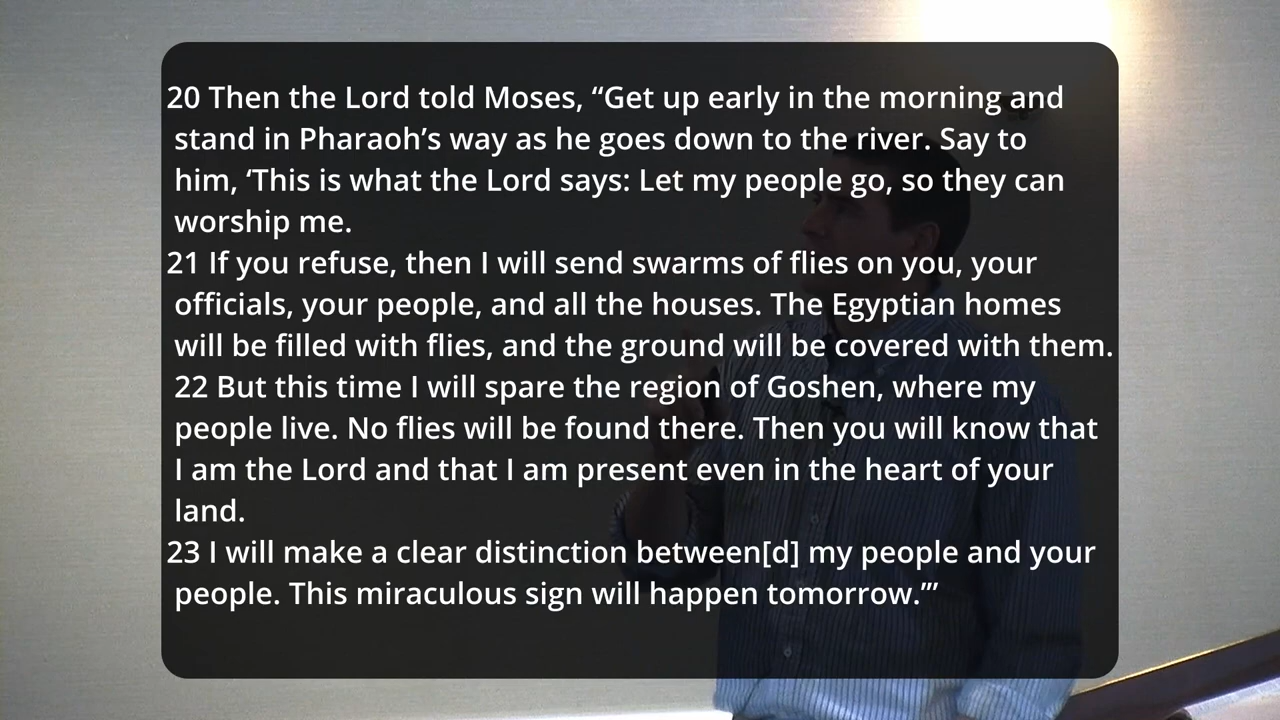 20 Then the Lord told Moses, “Get up early in the morning and
stand in Pharaoh’s way as he goes down to the river. Say to
him, ‘This is what the Lord says: Let my people go, so they can
worship me.
21 If you refuse, then I will send swarms of flies on you, your
officials, your people, and all the houses. The Egyptian homes
will be filled with flies, and the ground will be covered with them.
22 But this time I will spare the region of Goshen, where my
people live. No flies will be found there. Then you will know that
I am the Lord and that I am present even in the heart of your
land.
23 I will make a clear distinction between[d] my people and your
people. This miraculous sign will happen tomorrow.’”